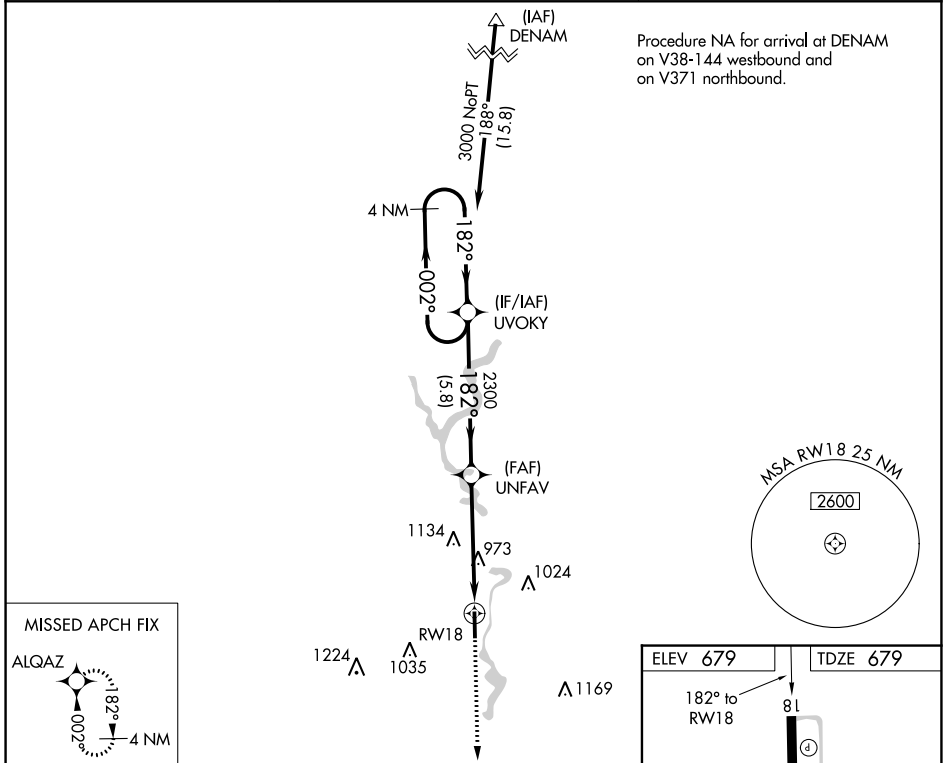 (IAF)
DENAM
Procedure NA for arrival at DENAM
on V38-144 westbound and
on V371 northbound.
3000 NoPT
188°
(15.8)
4 NM
182°
002°
(IF/IAF)
UVOKY
2300
182°
(5.8)
(FAF)
UNFAV
MSA RW18 25 NM
2600
1134
973
1024
RW18
1224
1035
1169
MISSED APCH FIX
ALQAZ
182°
002°
4 NM
ELEV 679
TDZE 679
182° to
RW18
18
P